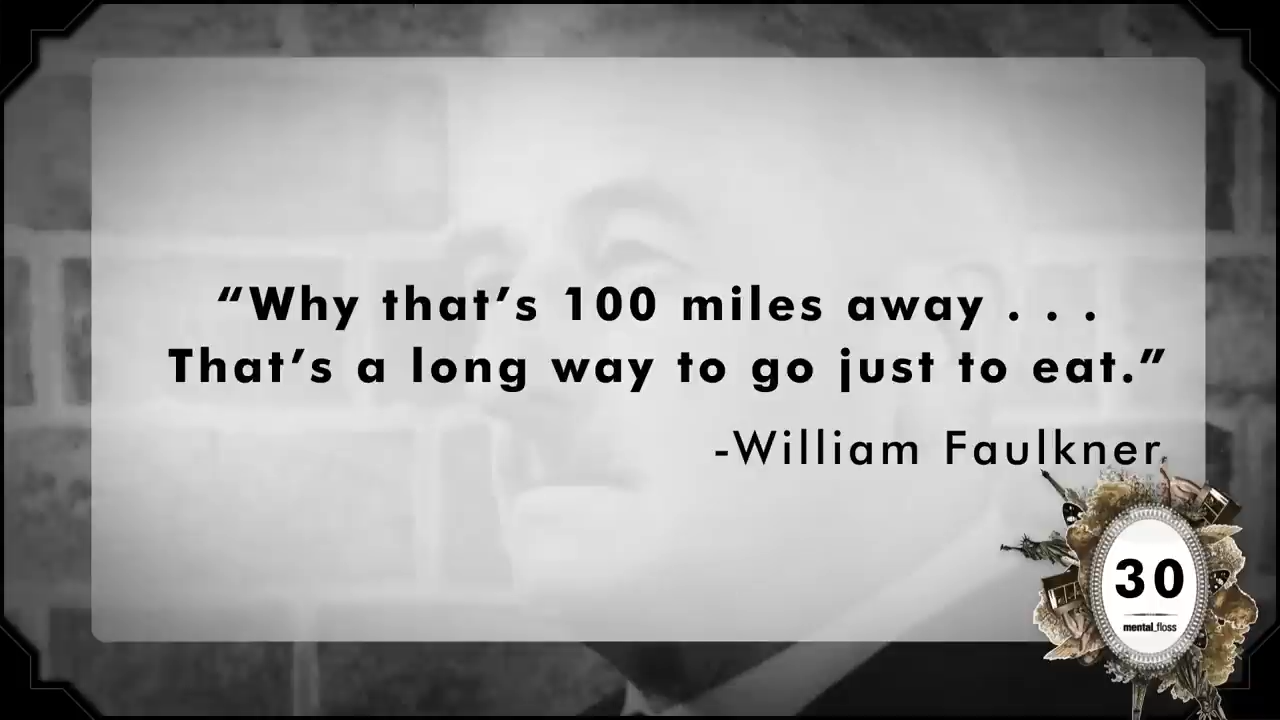 “Why that’s 100 miles away . . .
That’s a long way to go just to eat.”
-William Faulkner
30
mental_floss